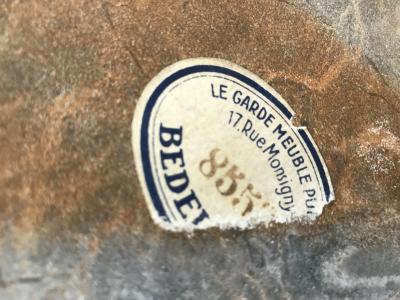 LE GARDE MEUBLE PU
17, Rue Monsigny
BEDE
855